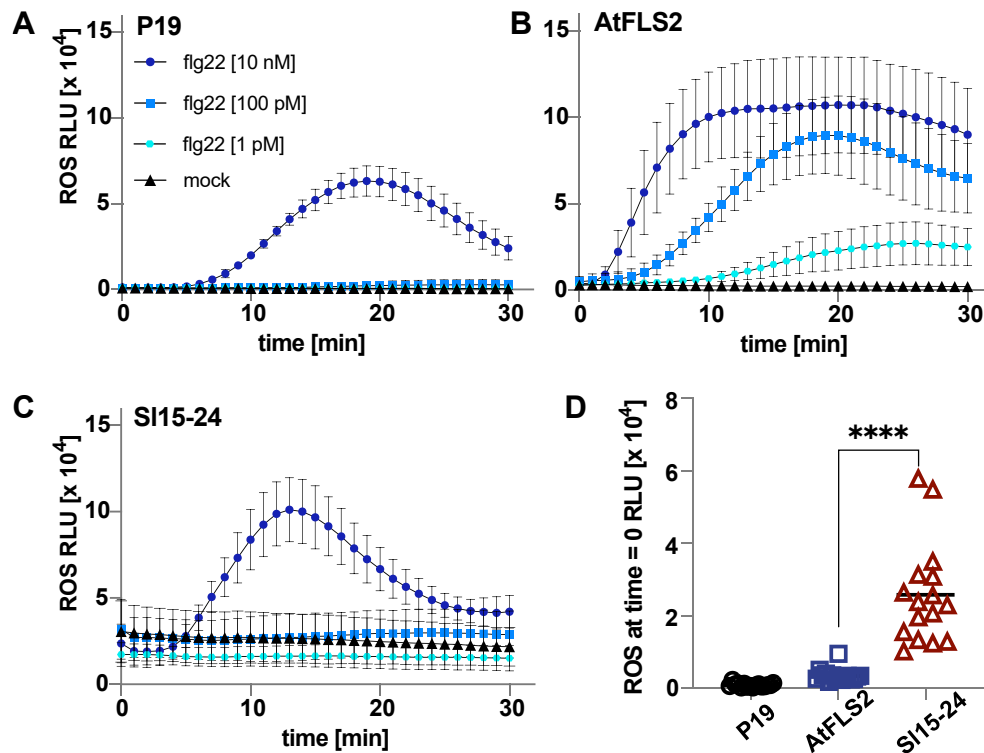 A P19
ROS RLU [x 10⁴]
15
10
5
0
flg22 [10 nM]
flg22 [100 pM]
flg22 [1 pM]
mock
0 10 20 30
time [min]
B AtFLS2
15
10
5
0
0 10 20 30
time [min]
C SI15-24
ROS RLU [x 10⁴]
15
10
5
0
0 10 20 30
time [min]
D
ROS at time = 0 RLU [x 10⁴]
8
6
4
2
0
****
P19
AtFLS2
SI15-24